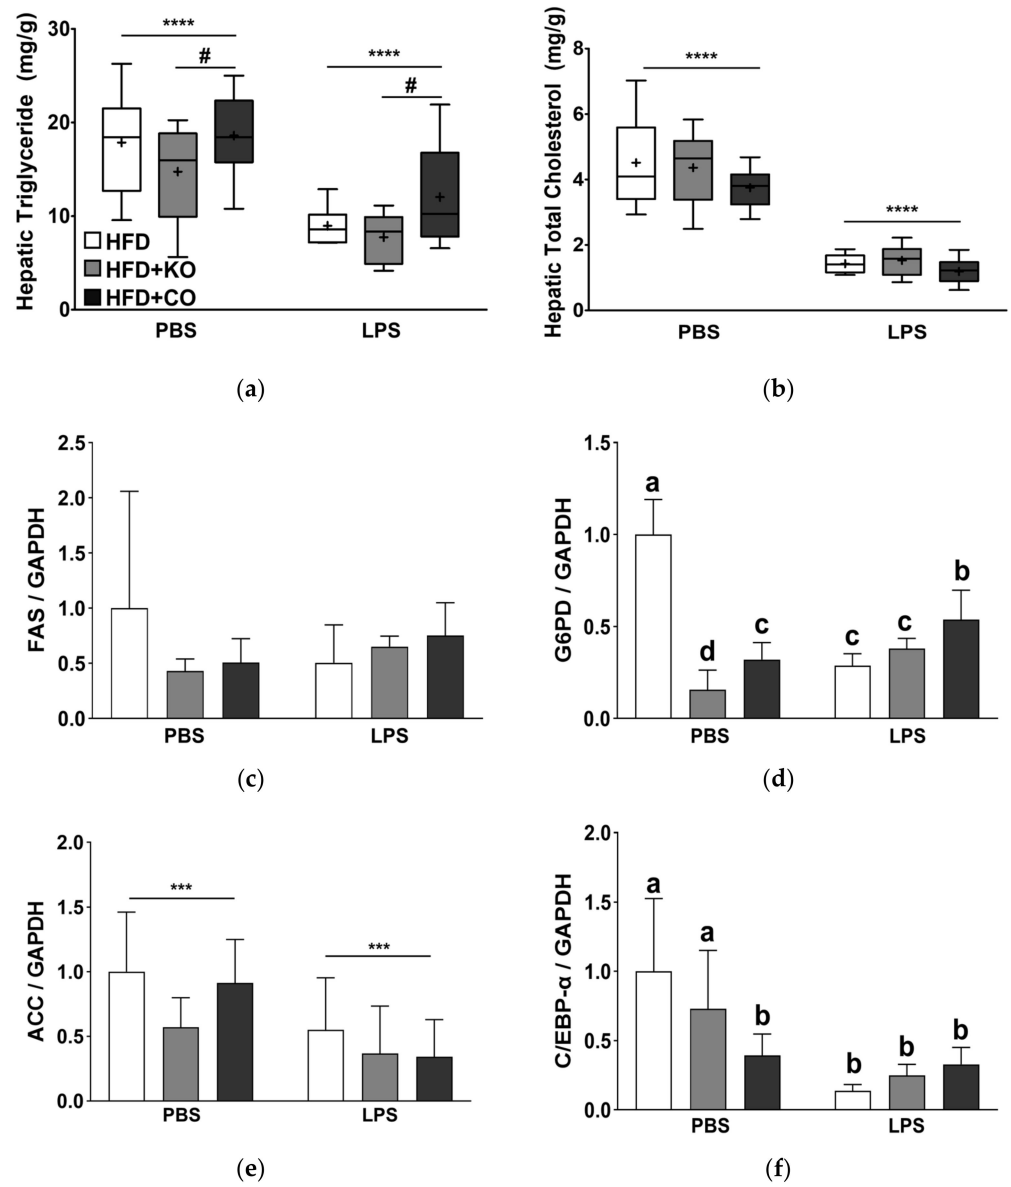 Hepatic Triglyceride (mg/g)
30
20
10
0
****
#
****
#
HFD
HFD+KO
HFD+CO
PBS LPS
(a)
Hepatic Total Cholesterol (mg/g)
8
6
4
2
0
****
****
PBS LPS
(b)
FAS / GAPDH
2.5
2.0
1.5
1.0
0.5
0.0
PBS LPS
(c)
G6PD / GAPDH
1.5
1.0
0.5
0.0
a
d
c
c
c
b
PBS LPS
(d)
ACC / GAPDH
2.0
1.5
1.0
0.5
0.0
***
***
PBS LPS
(e)
C/EBP-α / GAPDH
2.0
1.5
1.0
0.5
0.0
a
a
b
b
b
b
PBS LPS
(f)